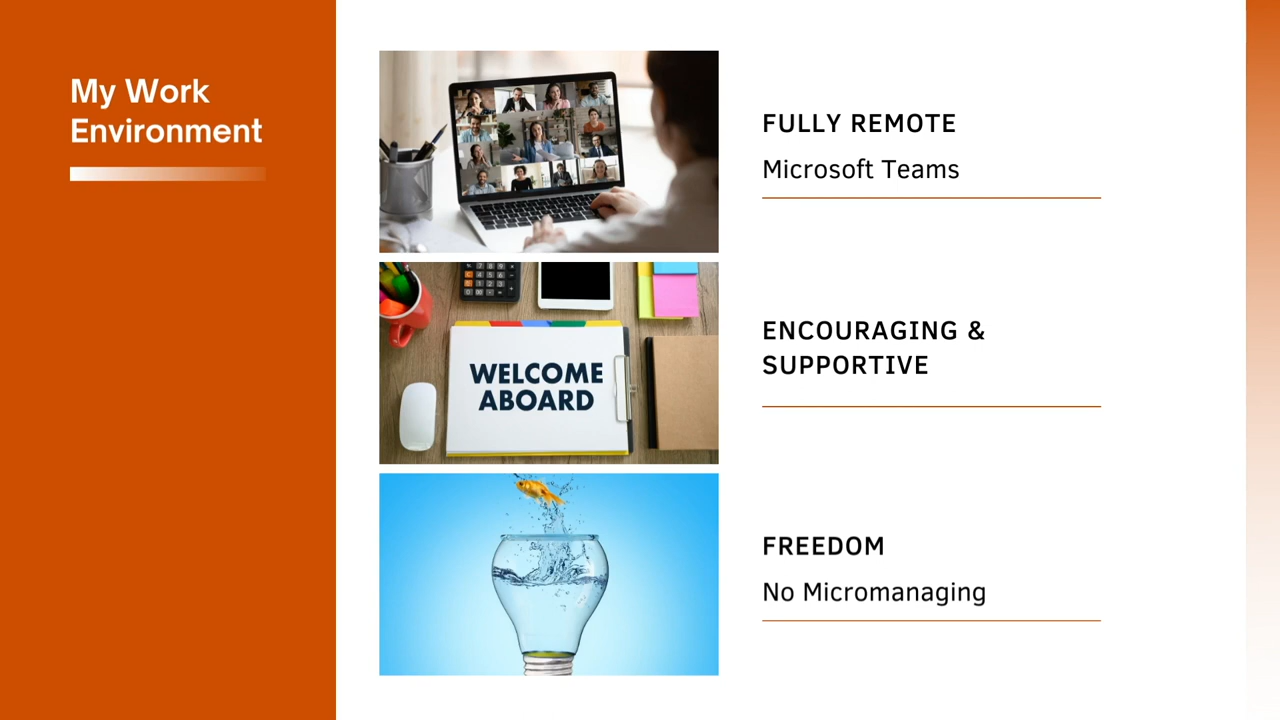 My Work
Environment
FULLY REMOTE
Microsoft Teams
WELCOME
ABOARD
ENCOURAGING &
SUPPORTIVE
FREEDOM
No Micromanaging